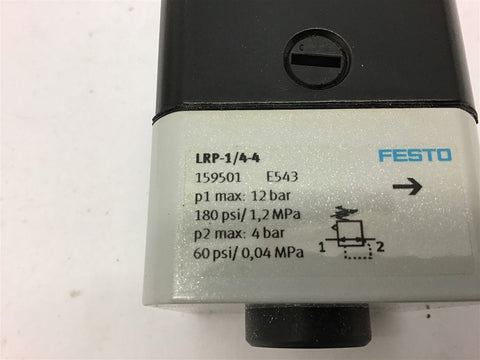 C
LRP-1/4-4
FESTO
159501 E543
p1 max: 12 bar
180 psi/ 1,2 MPa
p2 max: 4 bar
60 psi/ 0,04 MPa
1 2